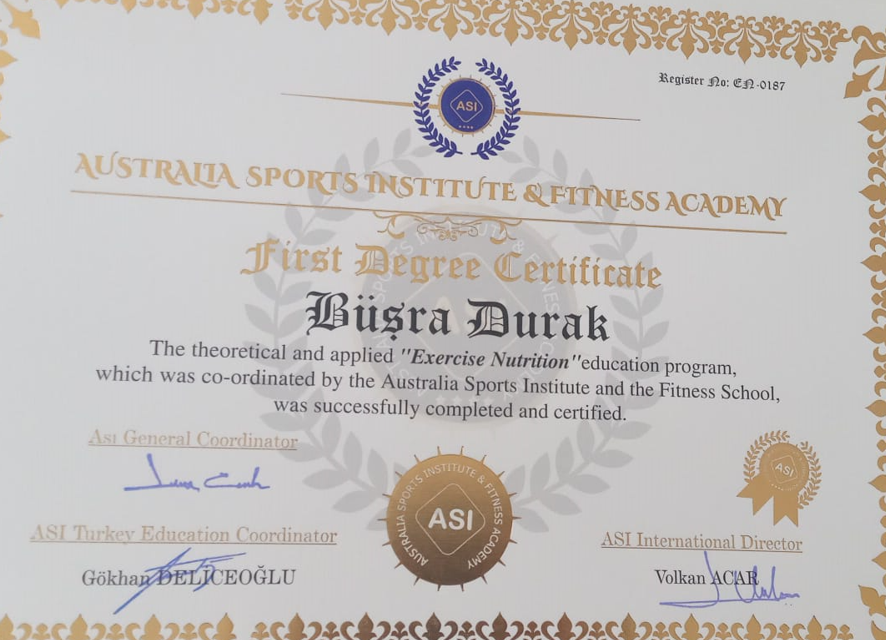 Register No: EN-0187
ASI
AUSTRALIA SPORTS INSTITUTE & FITNESS ACADEMY
First Degree Certificate
Büşra Durak
The theoretical and applied "Exercise Nutrition"education program,
which was co-ordinated by the Australia Sports Institute and the Fitness School,
was successfully completed and certified.
Ası General Coordinator
ASI Turkey Education Coordinator
Gökhan DELİCEOĞLU
AUSTRALIA SPORTS INSTITUTE & FITNESS ACADEMY
ASI
ASI
ASI International Director
Volkan ACAR